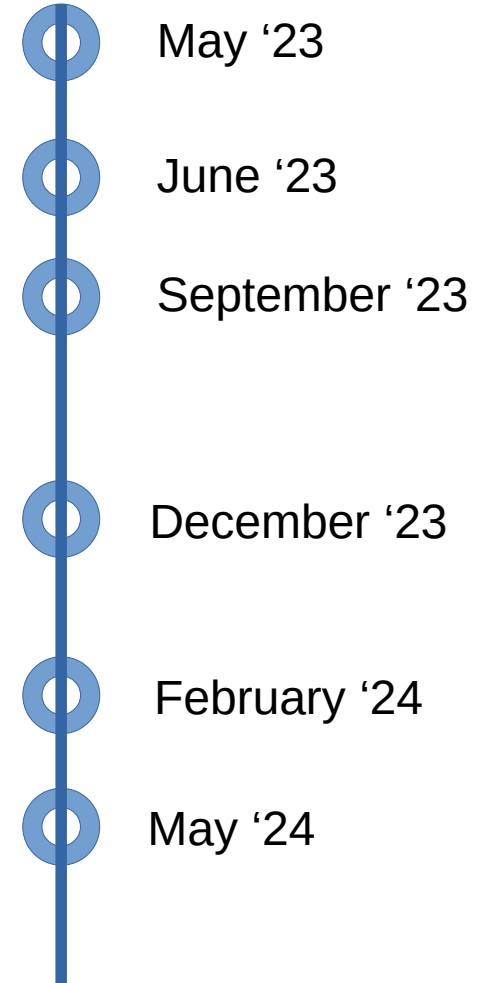 May ‘23
June ‘23
September ‘23
December ‘23
February ‘24
May ‘24